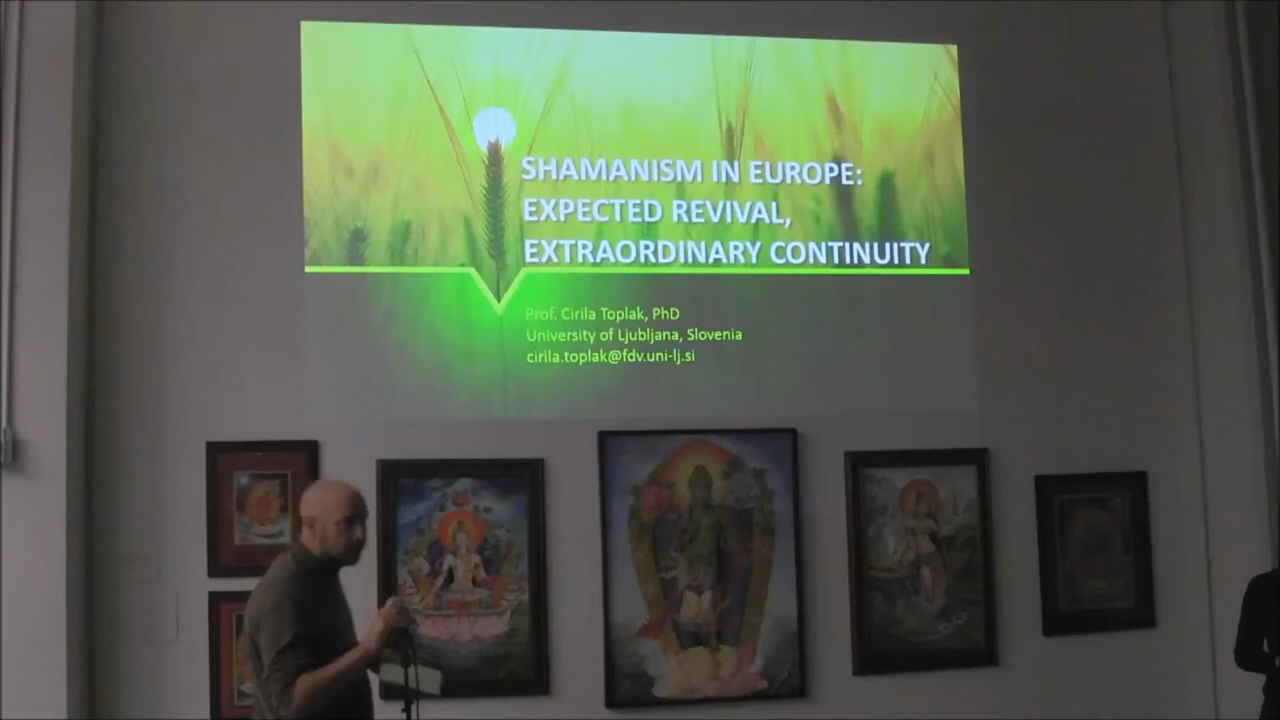 SHAMANISM IN EUROPE:
EXPECTED REVIVAL,
EXTRAORDINARY CONTINUITY
Prof. Cirila Toplak, PhD
University of Ljubljana, Slovenia
cirila.toplak@fdv.uni-lj.si